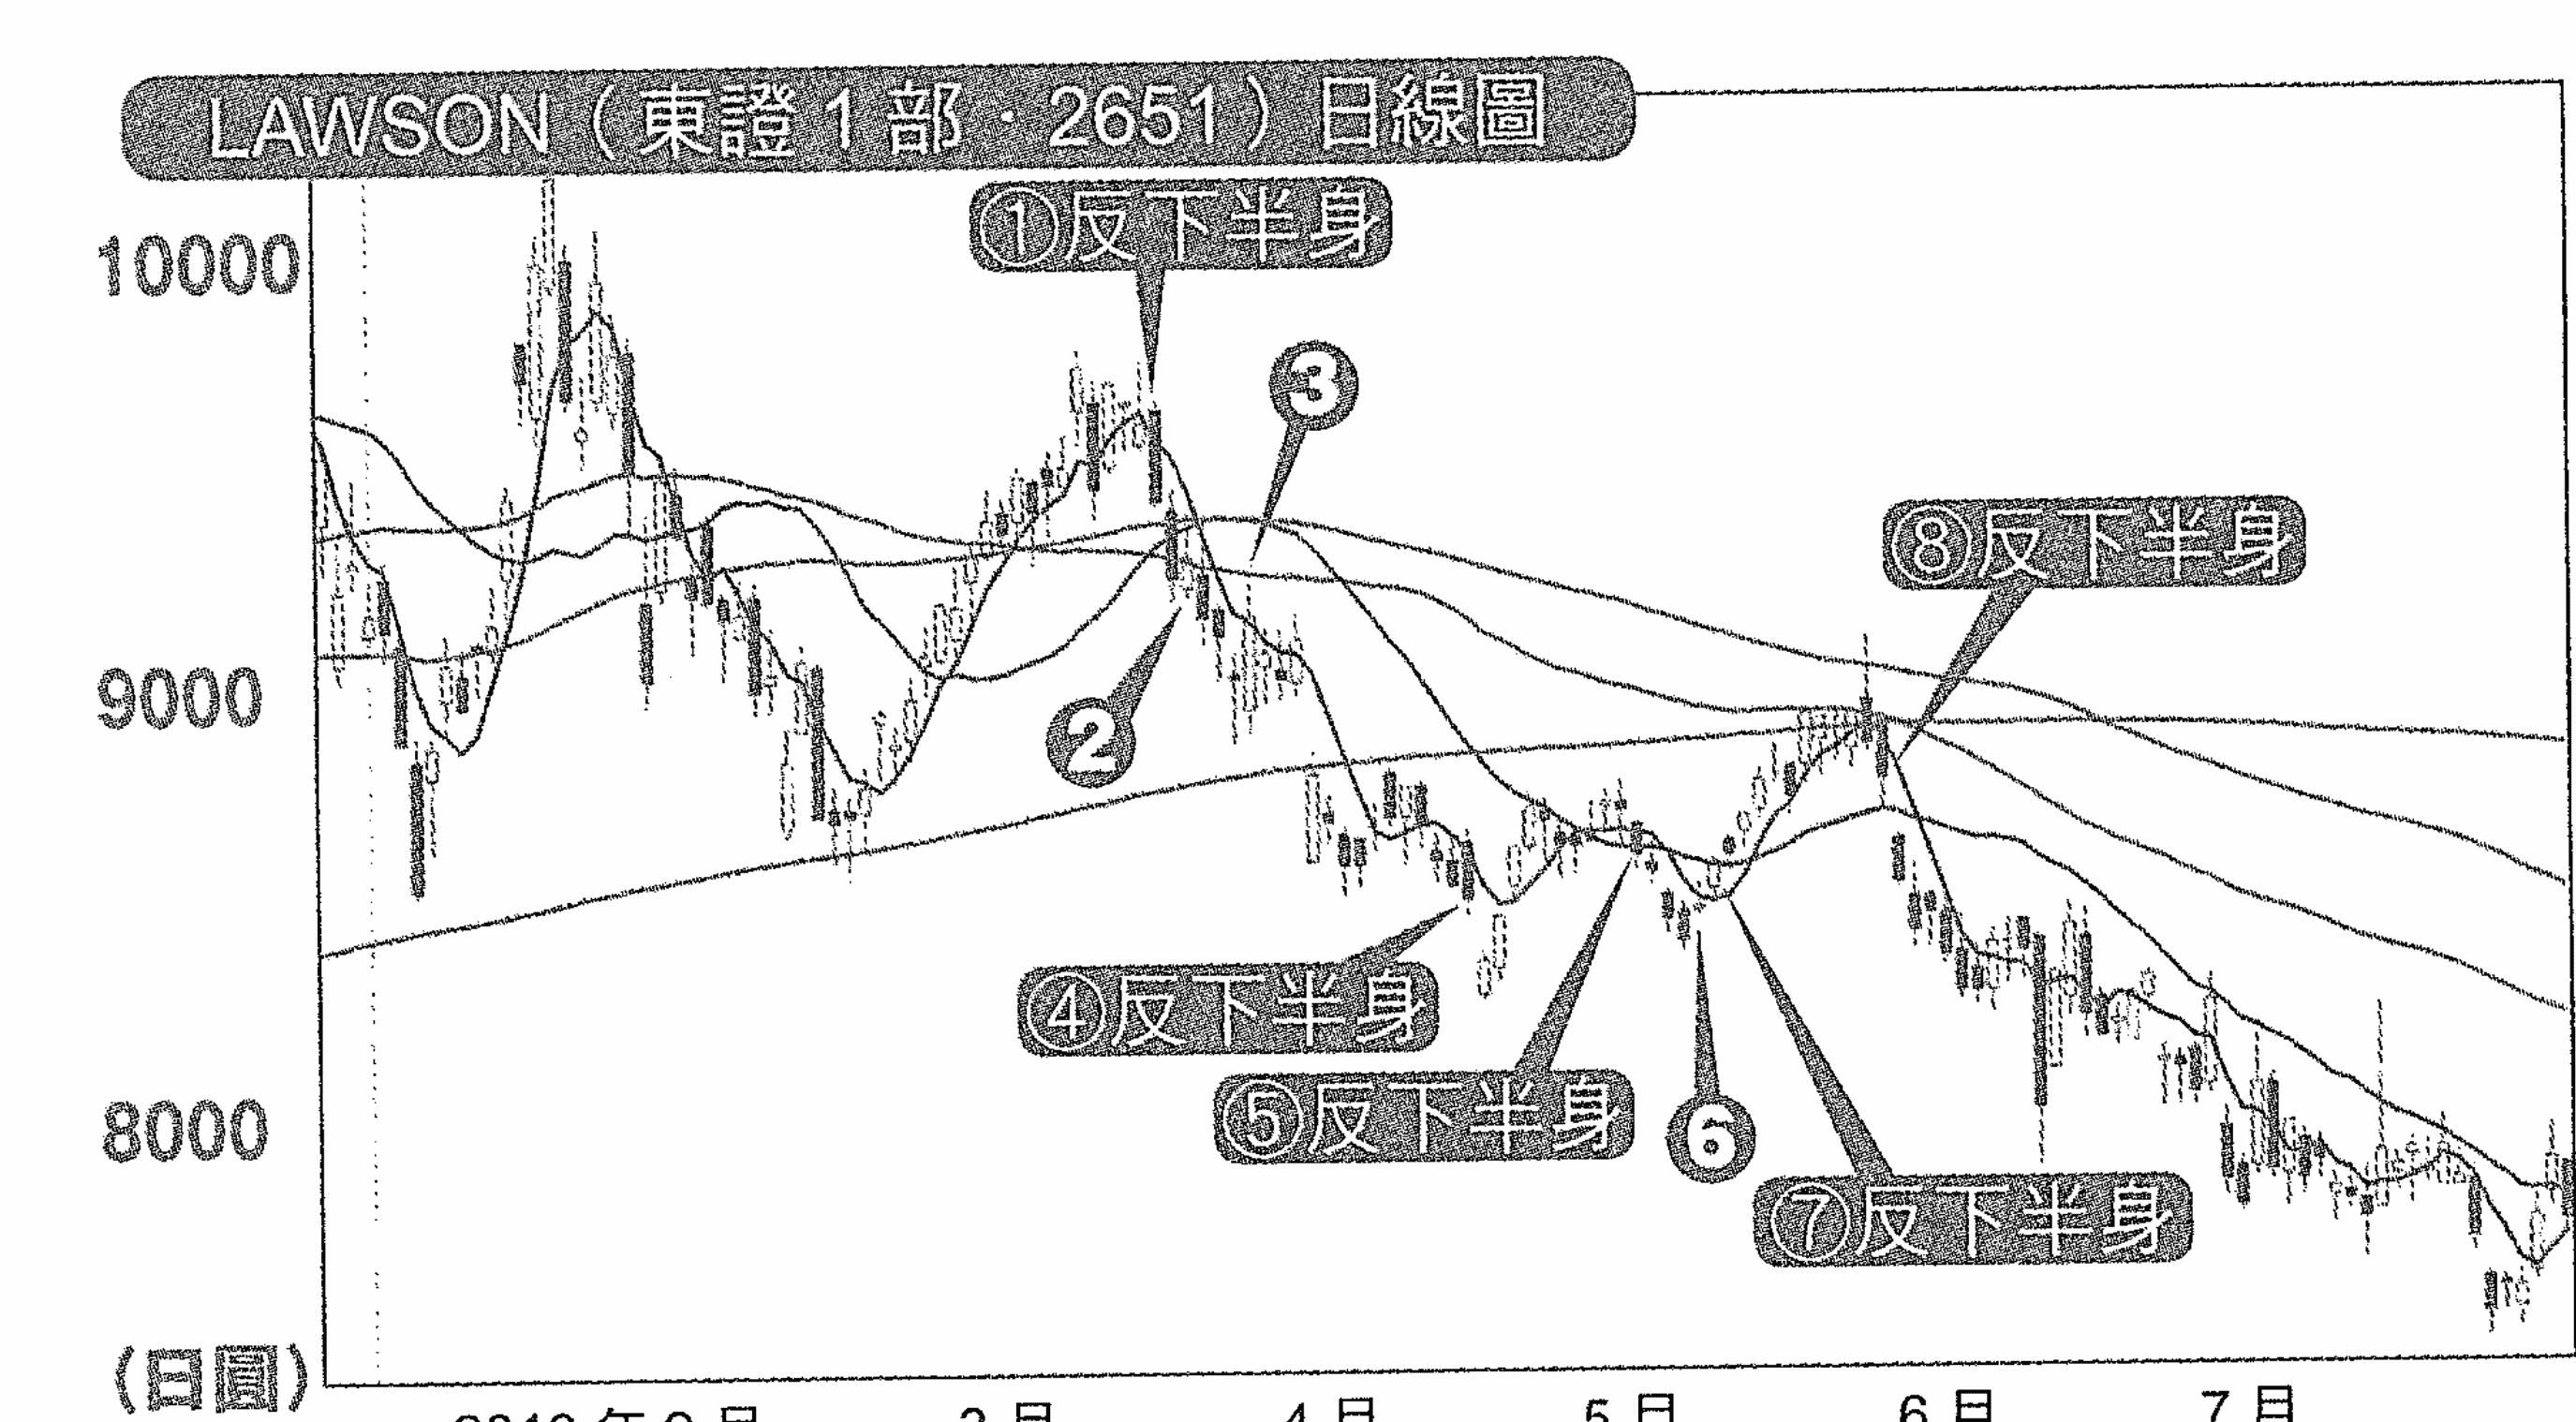 LAWSON（東證1部・2651）日線圖
①反下半身
10000
3
⑧反下半身
9000
2
④反下半身
⑤反下半身
8000
6
⑦反下半身
(日圓)
3月 4月 5月 6月 7月